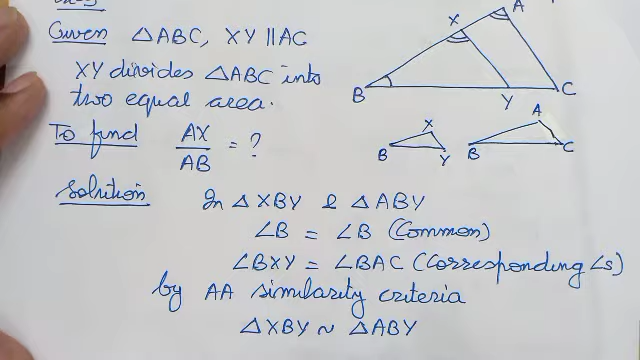 Given △ABC, XY ∥ AC
XY divides △ABC into
two equal area.
To find AX/AB = ?
A
X
B
Y
C
X
B
Y
A
B
C
Solution In △XBY & △ABY
∠B = ∠B (Common)
∠BXY = ∠BAC (Corresponding ∠s)
by AA similarity criteria
△XBY ~ △ABY